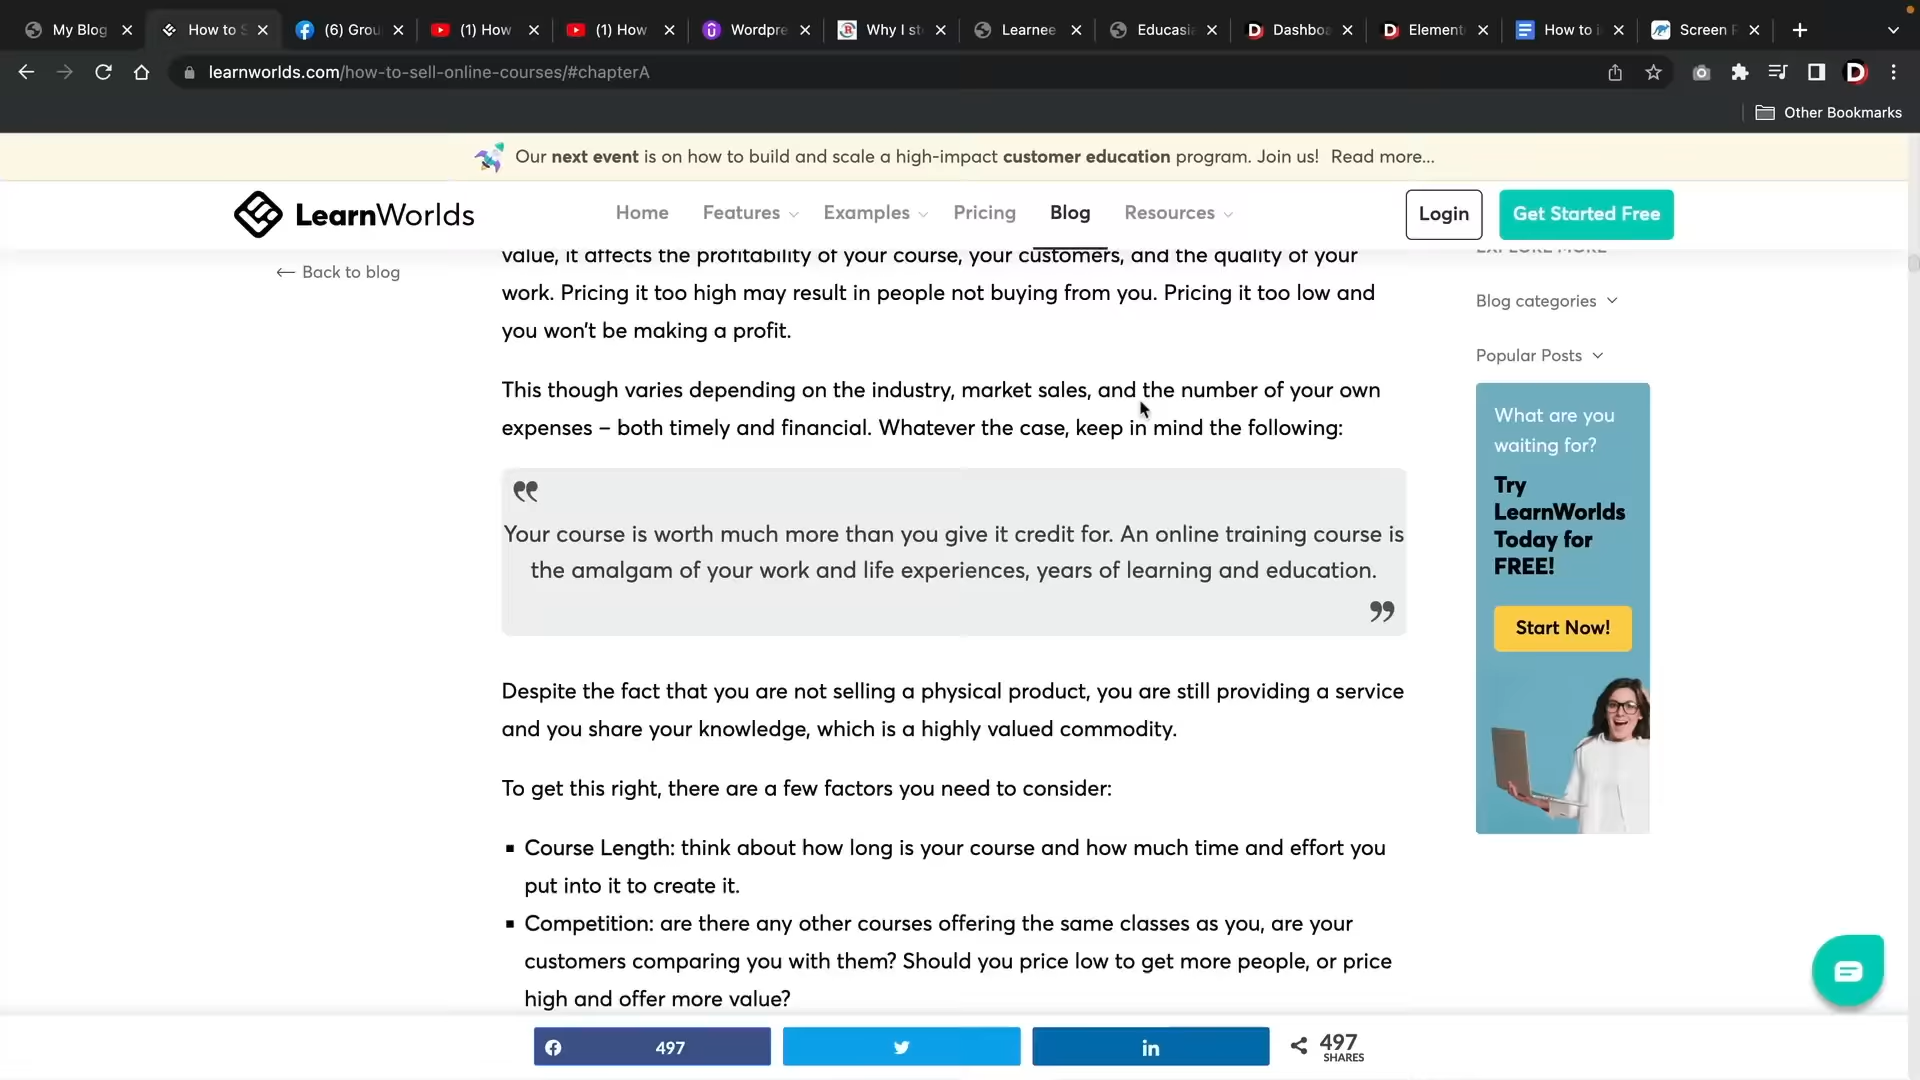 My Blog
How to S
(6) Grou
(1) How
(1) How
Wordpre
Why I st
Learnee
Educasia
Dashboa
Element
How to i
Screen R
learnworlds.com/how-to-sell-online-courses/#chapterA
Other Bookmarks
Our next event is on how to build and scale a high-impact customer education program. Join us! Read more...
LearnWorlds
Home
Features
Examples
Pricing
Blog
Resources
Login
Get Started Free
← Back to blog
value, it affects the profitability of your course, your customers, and the quality of your
work. Pricing it too high may result in people not buying from you. Pricing it too low and
you won't be making a profit.
This though varies depending on the industry, market sales, and the number of your own
expenses – both timely and financial. Whatever the case, keep in mind the following:
"
Your course is worth much more than you give it credit for. An online training course is
the amalgam of your work and life experiences, years of learning and education.
"
Despite the fact that you are not selling a physical product, you are still providing a service
and you share your knowledge, which is a highly valued commodity.
To get this right, there are a few factors you need to consider:
▪ Course Length: think about how long is your course and how much time and effort you
put into it to create it.
▪ Competition: are there any other courses offering the same classes as you, are your
customers comparing you with them? Should you price low to get more people, or price
high and offer more value?
EXPLORE MORE
Blog categories
Popular Posts
What are you
waiting for?
Try
LearnWorlds
Today for
FREE!
Start Now!
497
in
497
SHARES